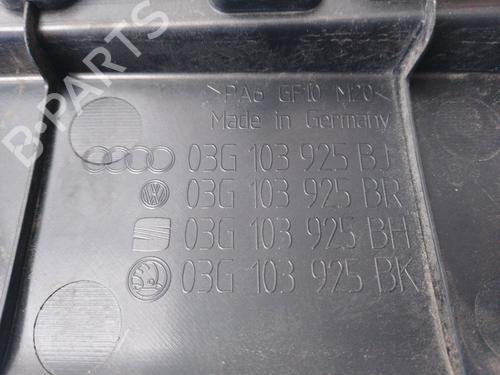 B-PARTS
>PA6 GF10 M20<
Made in Germany
03G 103 925 BJ
03G 103 925 BR
03G 103 925 BH
03G 103 925 BK
B-PARTS